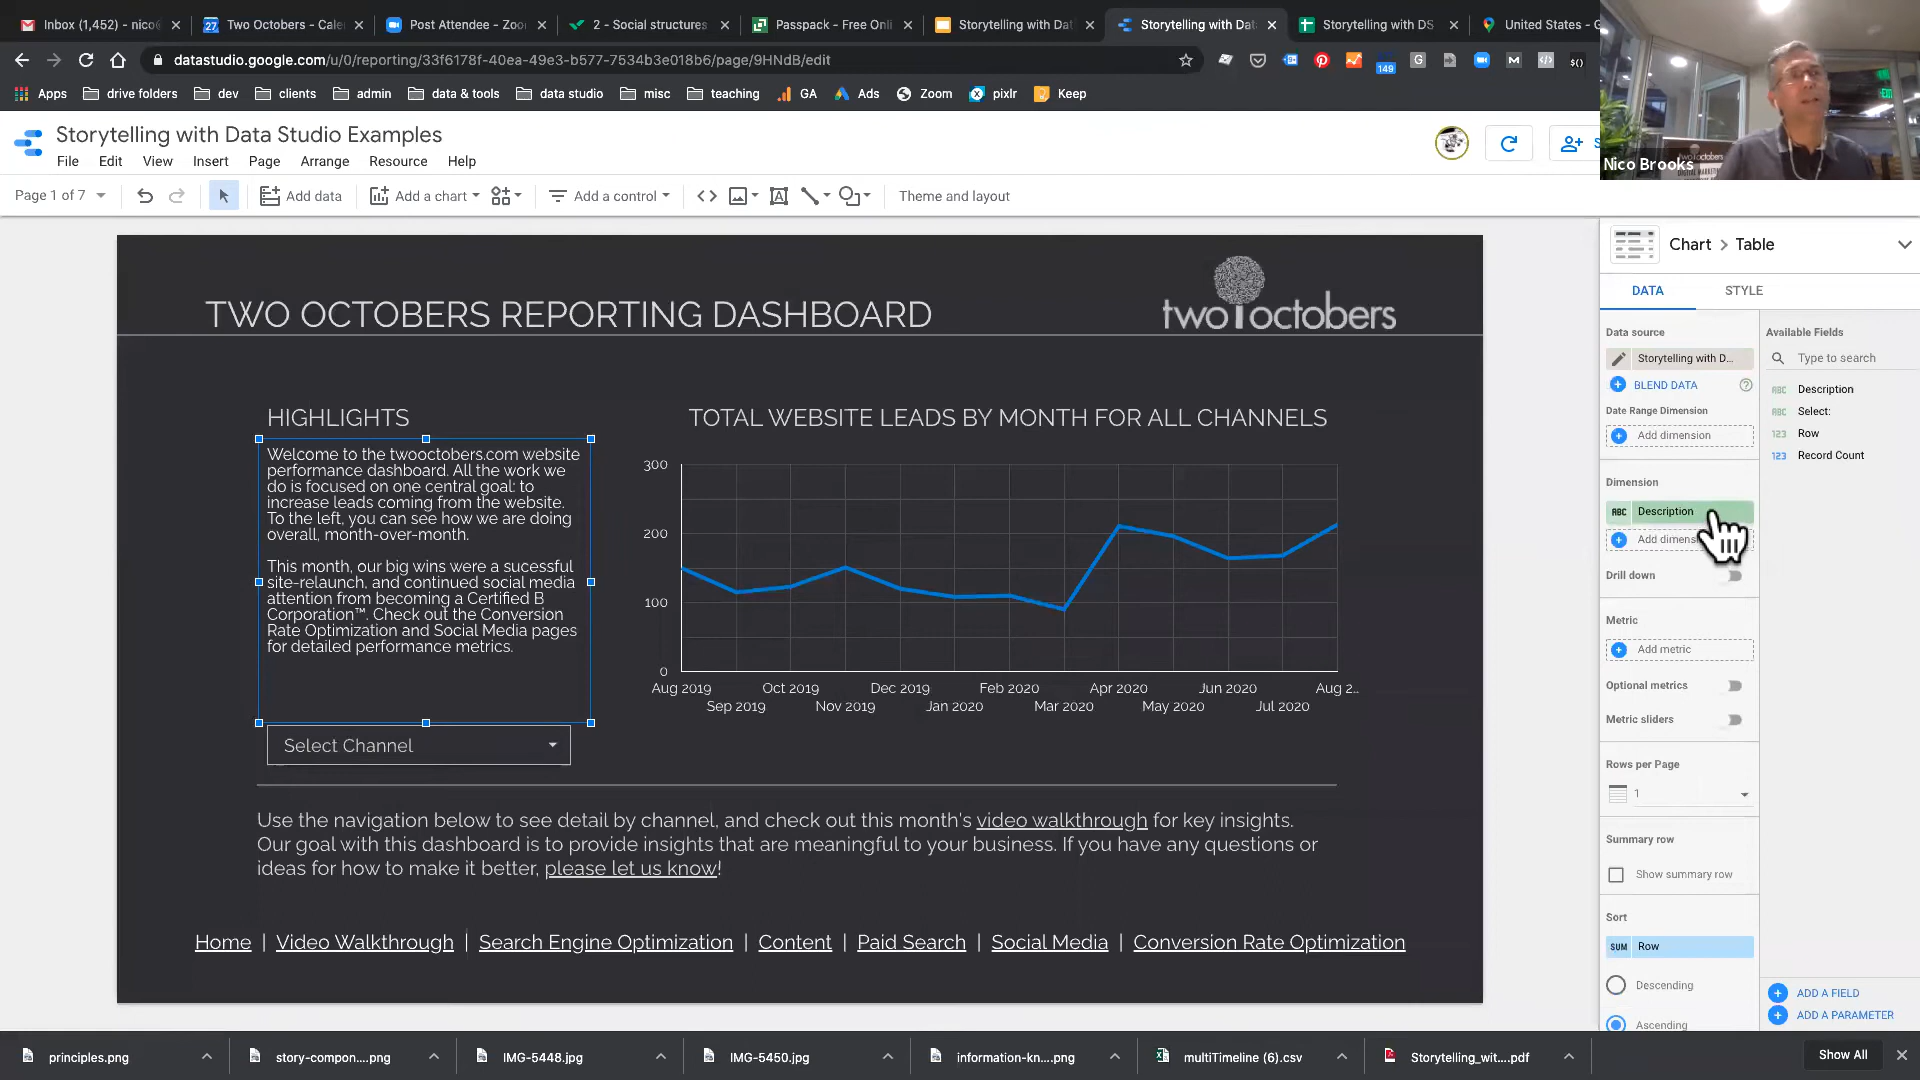 Inbox (1,452) - nico@
Two Octobers - Cale
Post Attendee - Zoo
2 - Social structures
Passpack - Free Onli
Storytelling with Dat
Storytelling with Dat
Storytelling with DS
United States - G
datastudio.google.com/u/0/reporting/33f6178f-40ea-49e3-b577-7534b3e018b6/page/9HNdB/edit
149
Apps
drive folders
dev
clients
admin
data & tools
data studio
misc
teaching
GA
Ads
Zoom
pixlr
Keep
Storytelling with Data Studio Examples
File Edit View Insert Page Arrange Resource Help
Nico Brooks
Page 1 of 7
Add data
Add a chart
Add a control
Theme and layout
TWO OCTOBERS REPORTING DASHBOARD
two octobers
HIGHLIGHTS
Welcome to the twooctobers.com website
performance dashboard. All the work we
do is focused on one central goal: to
increase leads coming from the website.
To the left, you can see how we are doing
overall, month-over-month.
This month, our big wins were a sucessful
site-relaunch, and continued social media
attention from becoming a Certified B
Corporation™. Check out the Conversion
Rate Optimization and Social Media pages
for detailed performance metrics.
Select Channel
TOTAL WEBSITE LEADS BY MONTH FOR ALL CHANNELS
300
200
100
0
Aug 2019
Sep 2019
Oct 2019
Nov 2019
Dec 2019
Jan 2020
Feb 2020
Mar 2020
Apr 2020
May 2020
Jun 2020
Jul 2020
Aug 2..
Use the navigation below to see detail by channel, and check out this month's video walkthrough for key insights.
Our goal with this dashboard is to provide insights that are meaningful to your business. If you have any questions or
ideas for how to make it better, please let us know!
Home | Video Walkthrough | Search Engine Optimization | Content | Paid Search | Social Media | Conversion Rate Optimization
Chart > Table
DATA
STYLE
Data source
Storytelling with D...
BLEND DATA
Date Range Dimension
Add dimension
Dimension
ABC Description
Add dimens
Drill down
Metric
Add metric
Optional metrics
Metric sliders
Rows per Page
1
Summary row
Show summary row
Sort
SUM Row
Descending
Ascending
Available Fields
Type to search
ABC Description
ABC Select:
123 Row
123 Record Count
ADD A FIELD
ADD A PARAMETER
principles.png
story-compon....png
IMG-5448.jpg
IMG-5450.jpg
information-kn....png
multiTimeline (6).csv
Storytelling_wit....pdf
Show All